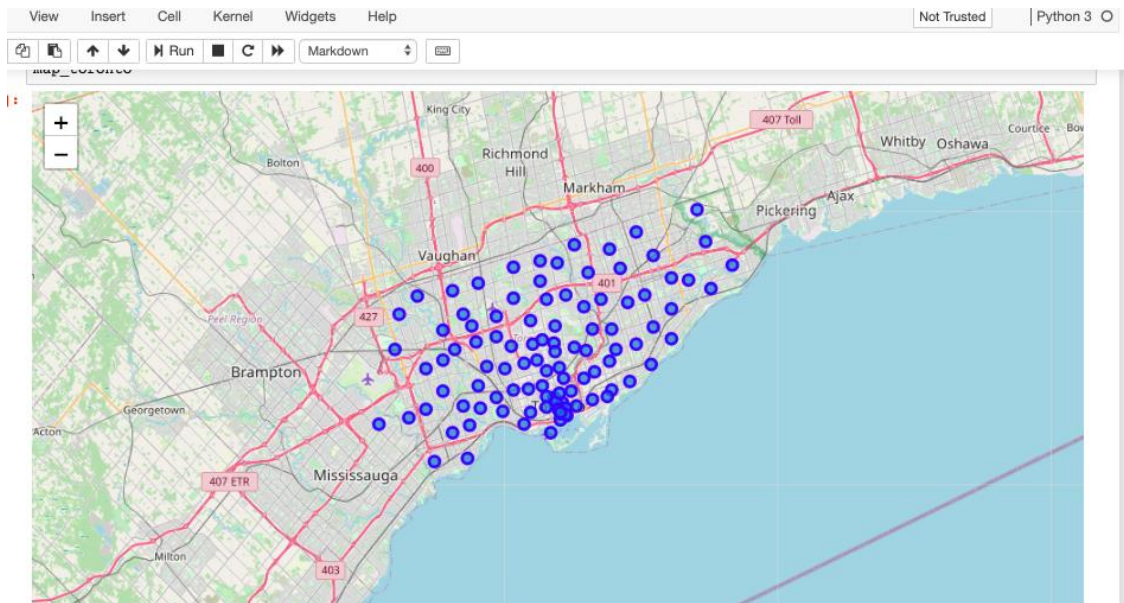 View Insert Cell Kernel Widgets Help Not Trusted Python 3
Run Markdown
map_toronto
+
−
King City
407 Toll
Courtice
Whitby Oshawa
Bolton
400
Richmond
Hill
Markham
Ajax
Pickering
Vaughan
401
427
Peel Region
Brampton
Georgetown
Acton
Mississauga
407 ETR
Milton
403